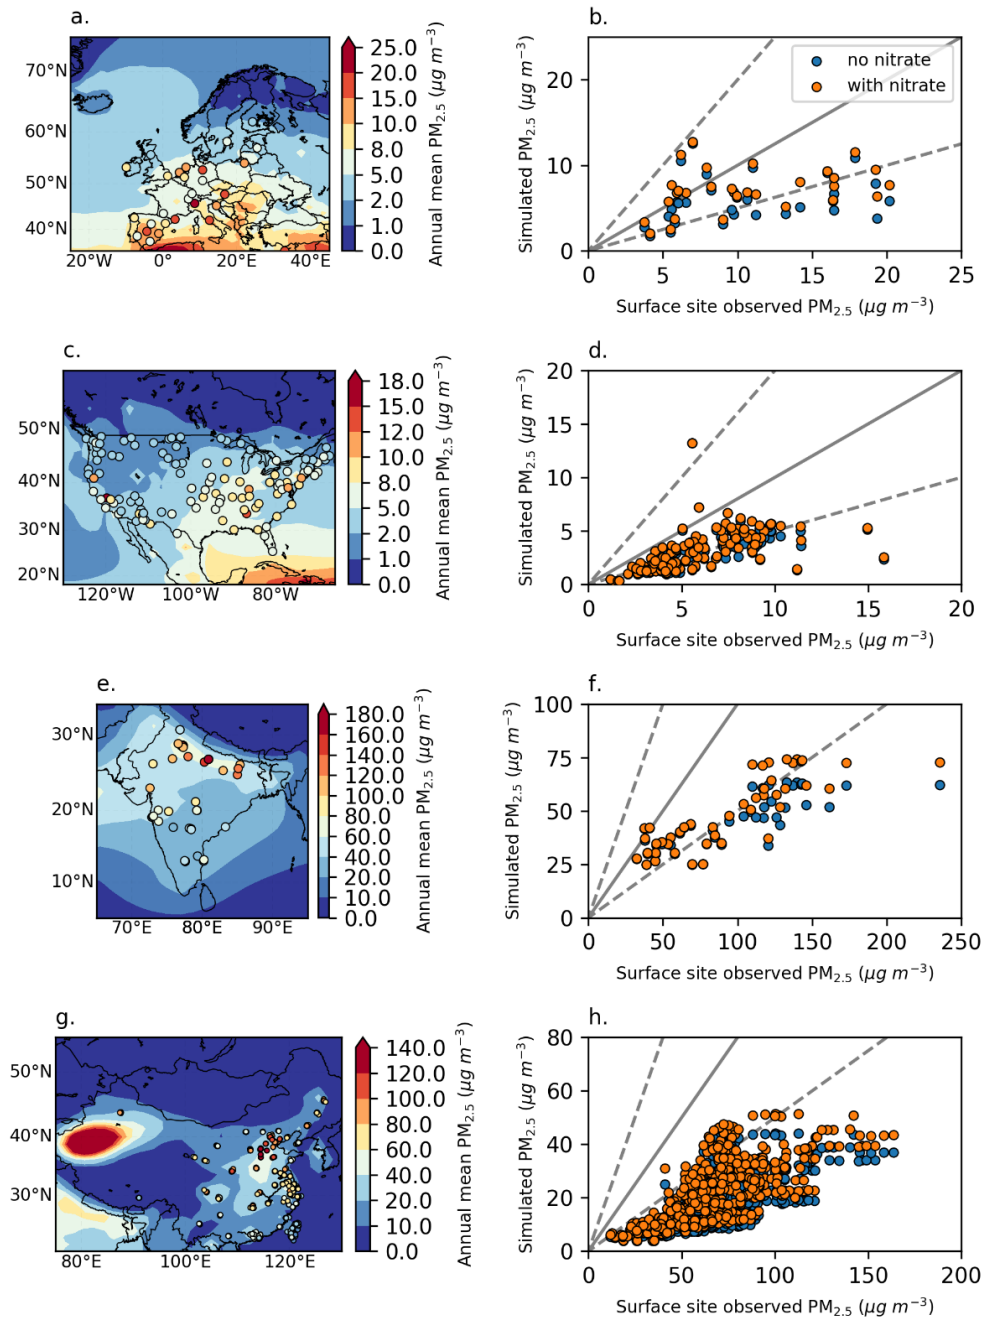 a.
70°N
60°N
50°N
40°N
20°W 0° 20°E 40°E
25.0
20.0
15.0
10.0
8.0
5.0
2.0
1.0
0.0
Annual mean PM2.5 (μg m−3)
b.
no nitrate
with nitrate
20
10
0
0 5 10 15 20 25
Simulated PM2.5 (μg m−3)
Surface site observed PM2.5 (μg m−3)
c.
50°N
40°N
30°N
20°N
120°W 100°W 80°W
18.0
15.0
12.0
10.0
8.0
5.0
2.0
1.0
0.0
Annual mean PM2.5 (μg m−3)
d.
20
15
10
5
0
5 10 15 20
Simulated PM2.5 (μg m−3)
Surface site observed PM2.5 (μg m−3)
e.
30°N
20°N
10°N
70°E 80°E 90°E
180.0
160.0
140.0
120.0
100.0
80.0
60.0
40.0
20.0
10.0
0.0
Annual mean PM2.5 (μg m−3)
f.
100
75
50
25
0
0 50 100 150 200 250
Simulated PM2.5 (μg m−3)
Surface site observed PM2.5 (μg m−3)
g.
50°N
40°N
30°N
80°E 100°E 120°E
140.0
120.0
100.0
80.0
60.0
40.0
20.0
10.0
0.0
Annual mean PM2.5 (μg m−3)
h.
80
60
40
20
0
0 50 100 150 200
Simulated PM2.5 (μg m−3)
Surface site observed PM2.5 (μg m−3)